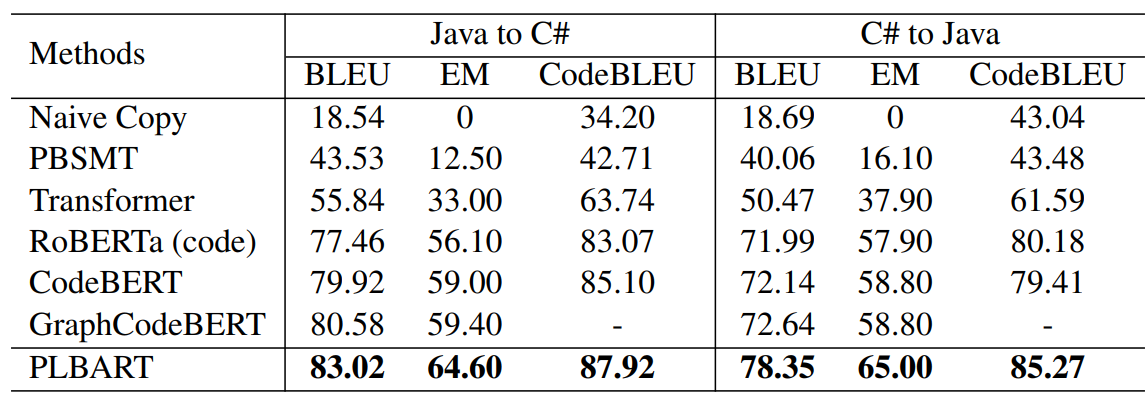 Methods Java to C# C# to Java
BLEU EM CodeBLEU BLEU EM CodeBLEU
Naive Copy 18.54 0 34.20 18.69 0 43.04
PBSMT 43.53 12.50 42.71 40.06 16.10 43.48
Transformer 55.84 33.00 63.74 50.47 37.90 61.59
RoBERTa (code) 77.46 56.10 83.07 71.99 57.90 80.18
CodeBERT 79.92 59.00 85.10 72.14 58.80 79.41
GraphCodeBERT 80.58 59.40 - 72.64 58.80 -
PLBART 83.02 64.60 87.92 78.35 65.00 85.27